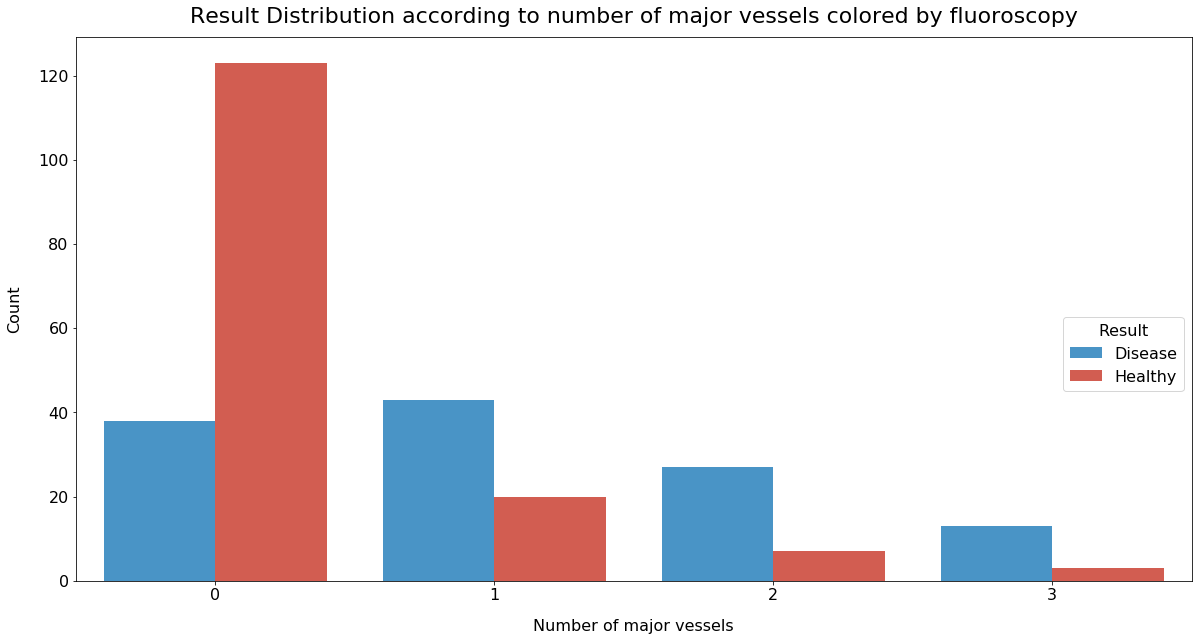 Result Distribution according to number of major vessels colored by fluoroscopy
120
100
80
60
40
20
0
Count
Result
Disease
Healthy
0 1 2 3
Number of major vessels